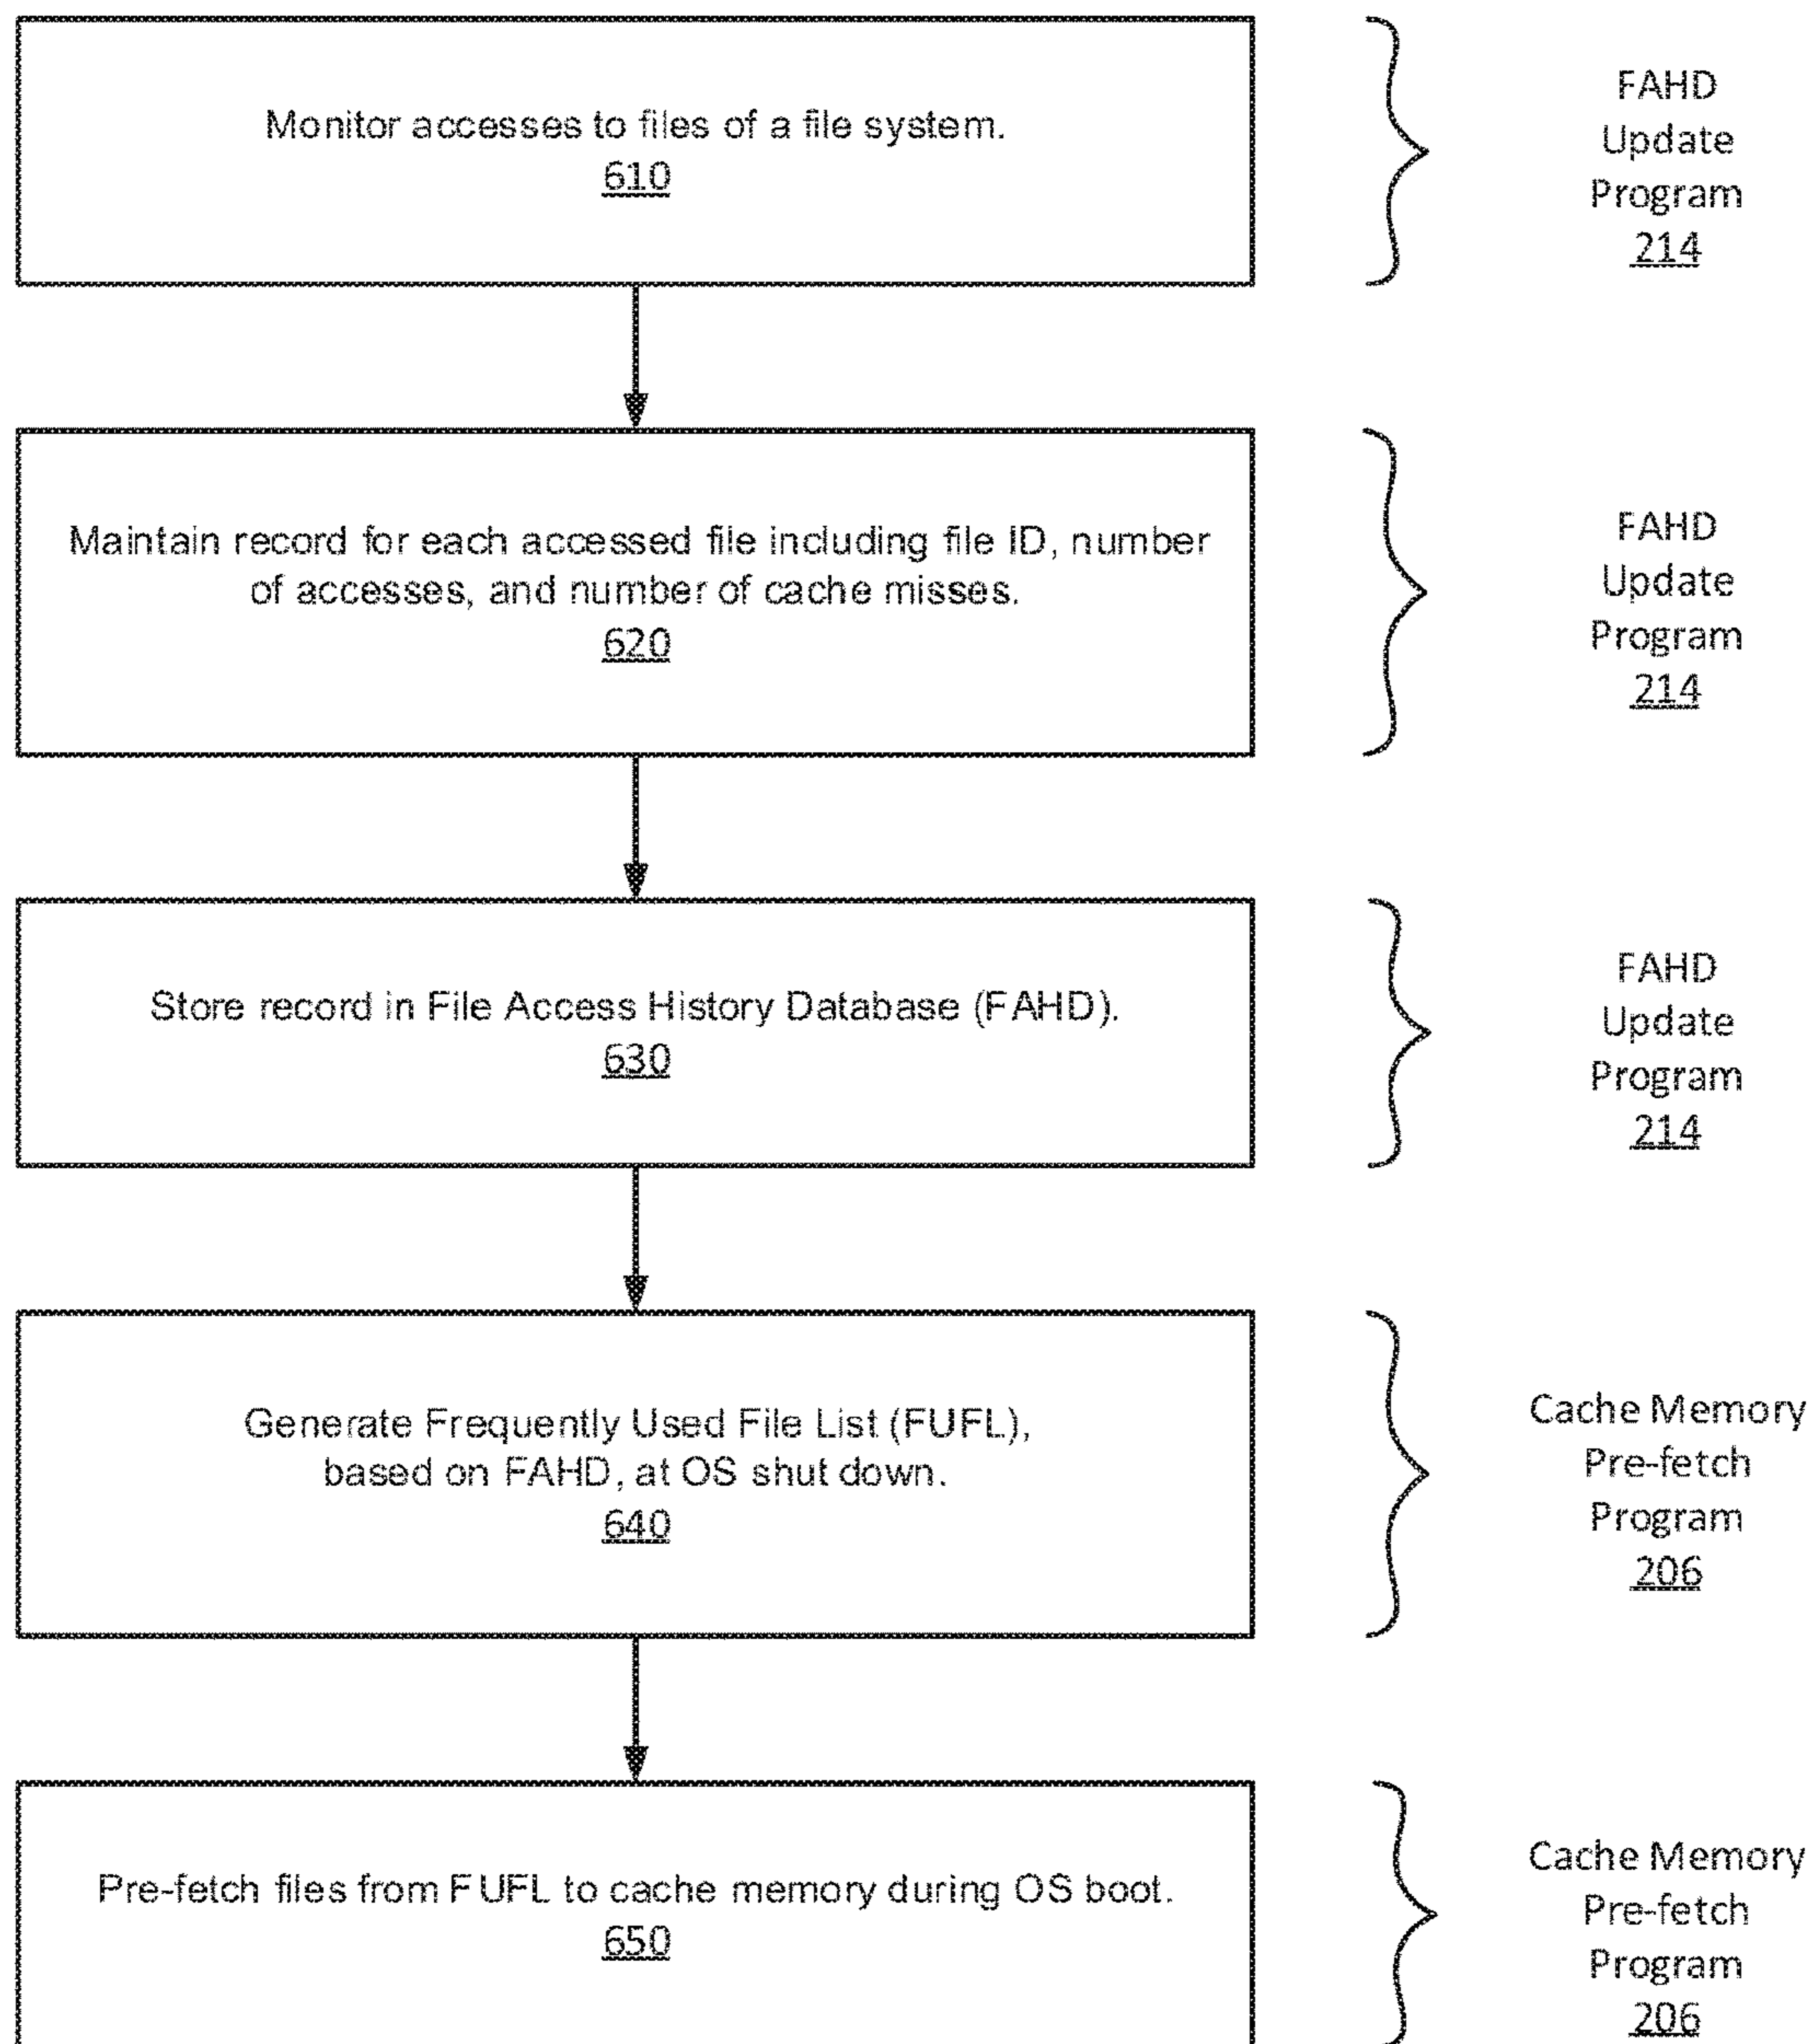 Monitor accesses to files of a file system.
610
FAHD
Update
Program
214
Maintain record for each accessed file including file ID, number
of accesses, and number of cache misses.
620
FAHD
Update
Program
214
Store record in File Access History Database (FAHD).
630
FAHD
Update
Program
214
Generate Frequently Used File List (FUFL),
based on FAHD, at OS shut down.
640
Cache Memory
Pre-fetch
Program
206
Pre-fetch files from FUFL to cache memory during OS boot.
650
Cache Memory
Pre-fetch
Program
206